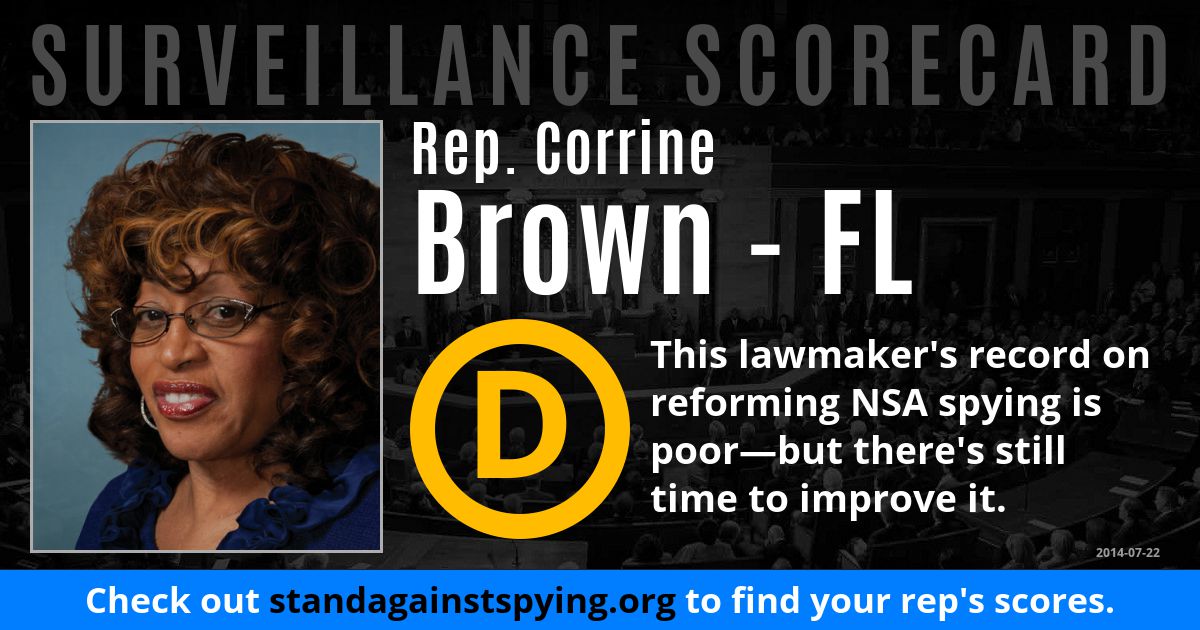 SURVEILLANCE SCORECARD
Rep. Corrine
Brown - FL
D
This lawmaker's record on
reforming NSA spying is
poor—but there's still
time to improve it.
2014-07-22
Check out standagainstspying.org to find your rep's scores.